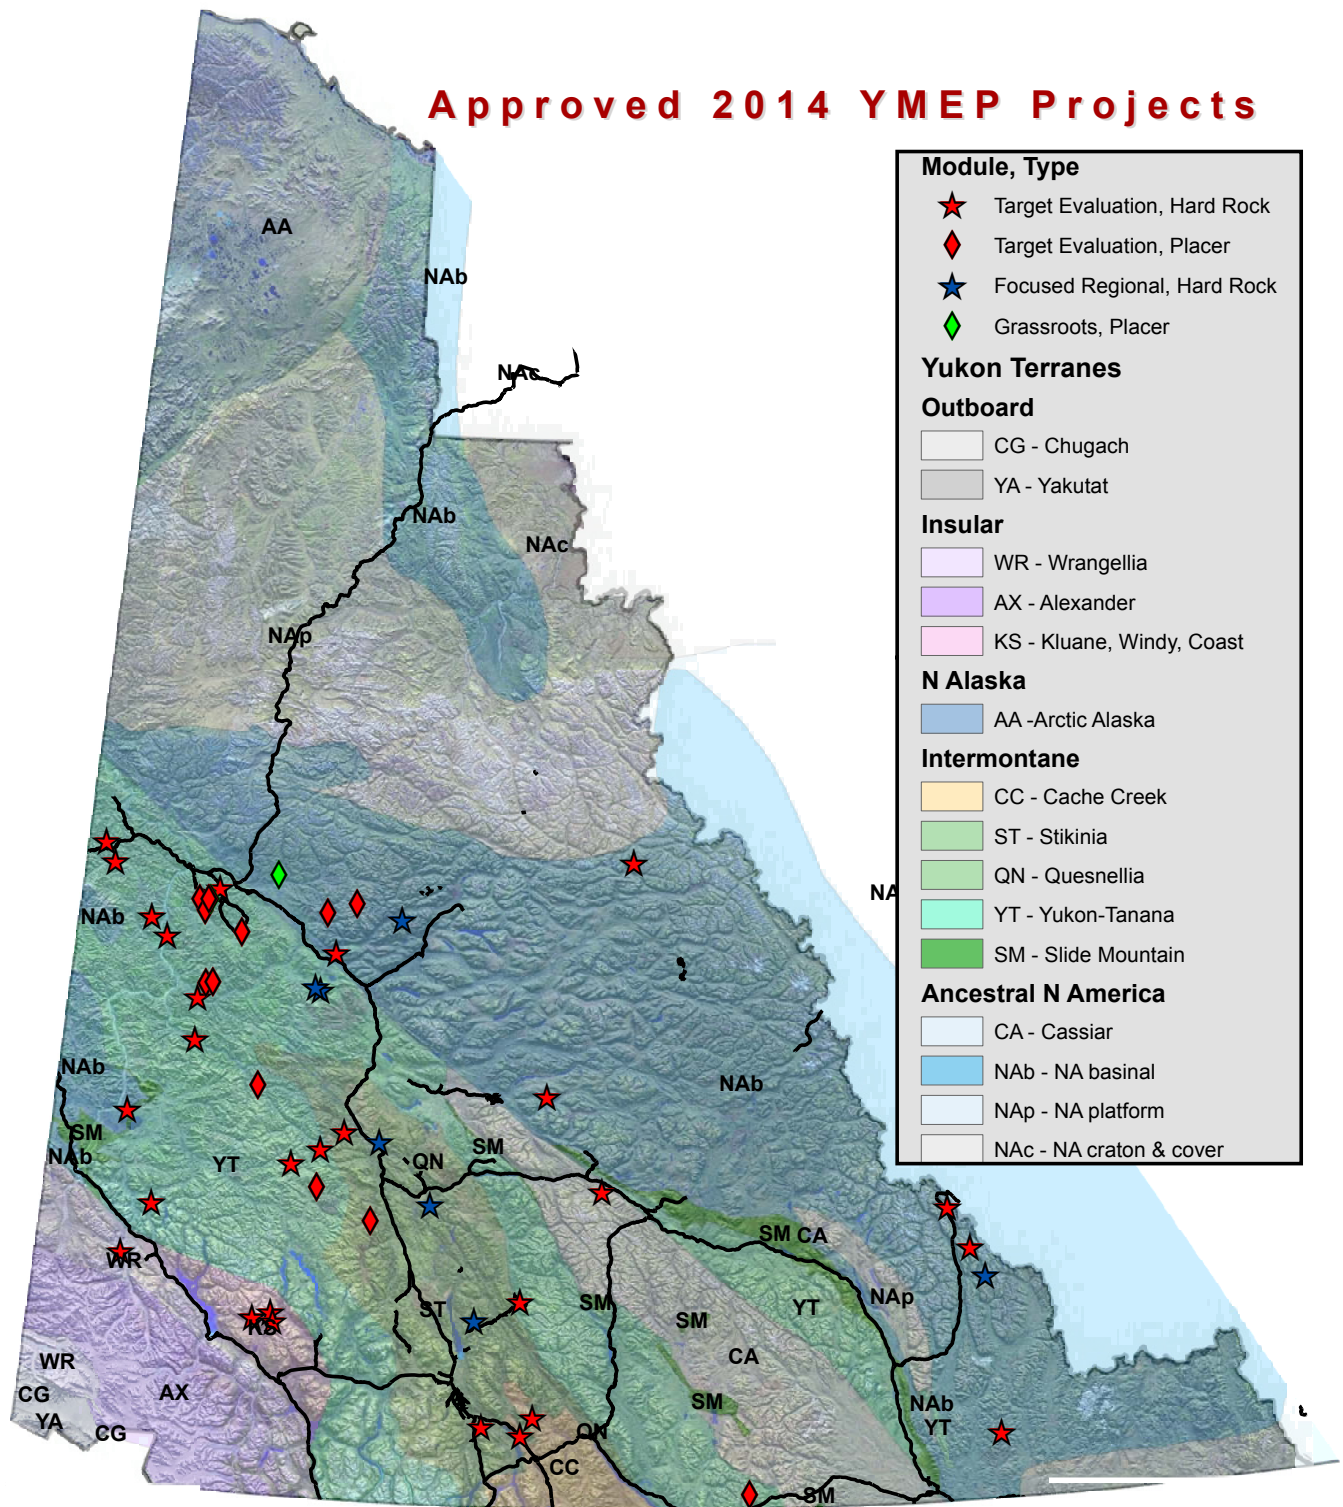 Approved 2014 YMEP Projects
Module, Type
Target Evaluation, Hard Rock
Target Evaluation, Placer
Focused Regional, Hard Rock
Grassroots, Placer
Yukon Terranes
Outboard
CG - Chugach
YA - Yakutat
Insular
WR - Wrangellia
AX - Alexander
KS - Kluane, Windy, Coast
N Alaska
AA -Arctic Alaska
Intermontane
CC - Cache Creek
ST - Stikinia
QN - Quesnellia
YT - Yukon-Tanana
SM - Slide Mountain
Ancestral N America
CA - Cassiar
NAb - NA basinal
NAp - NA platform
NAc - NA craton & cover
AA
NAb
NAc
NAb
NAc
NAp
NA
NAb
NAb
NAb
SM
NAb
YT
QN
SM
SM CA
WR
NAp
YT
ST
SM
SM
KS
CA
WR
AX
CG
YA
CG
SM
NAb
YT
QN
CC
SM